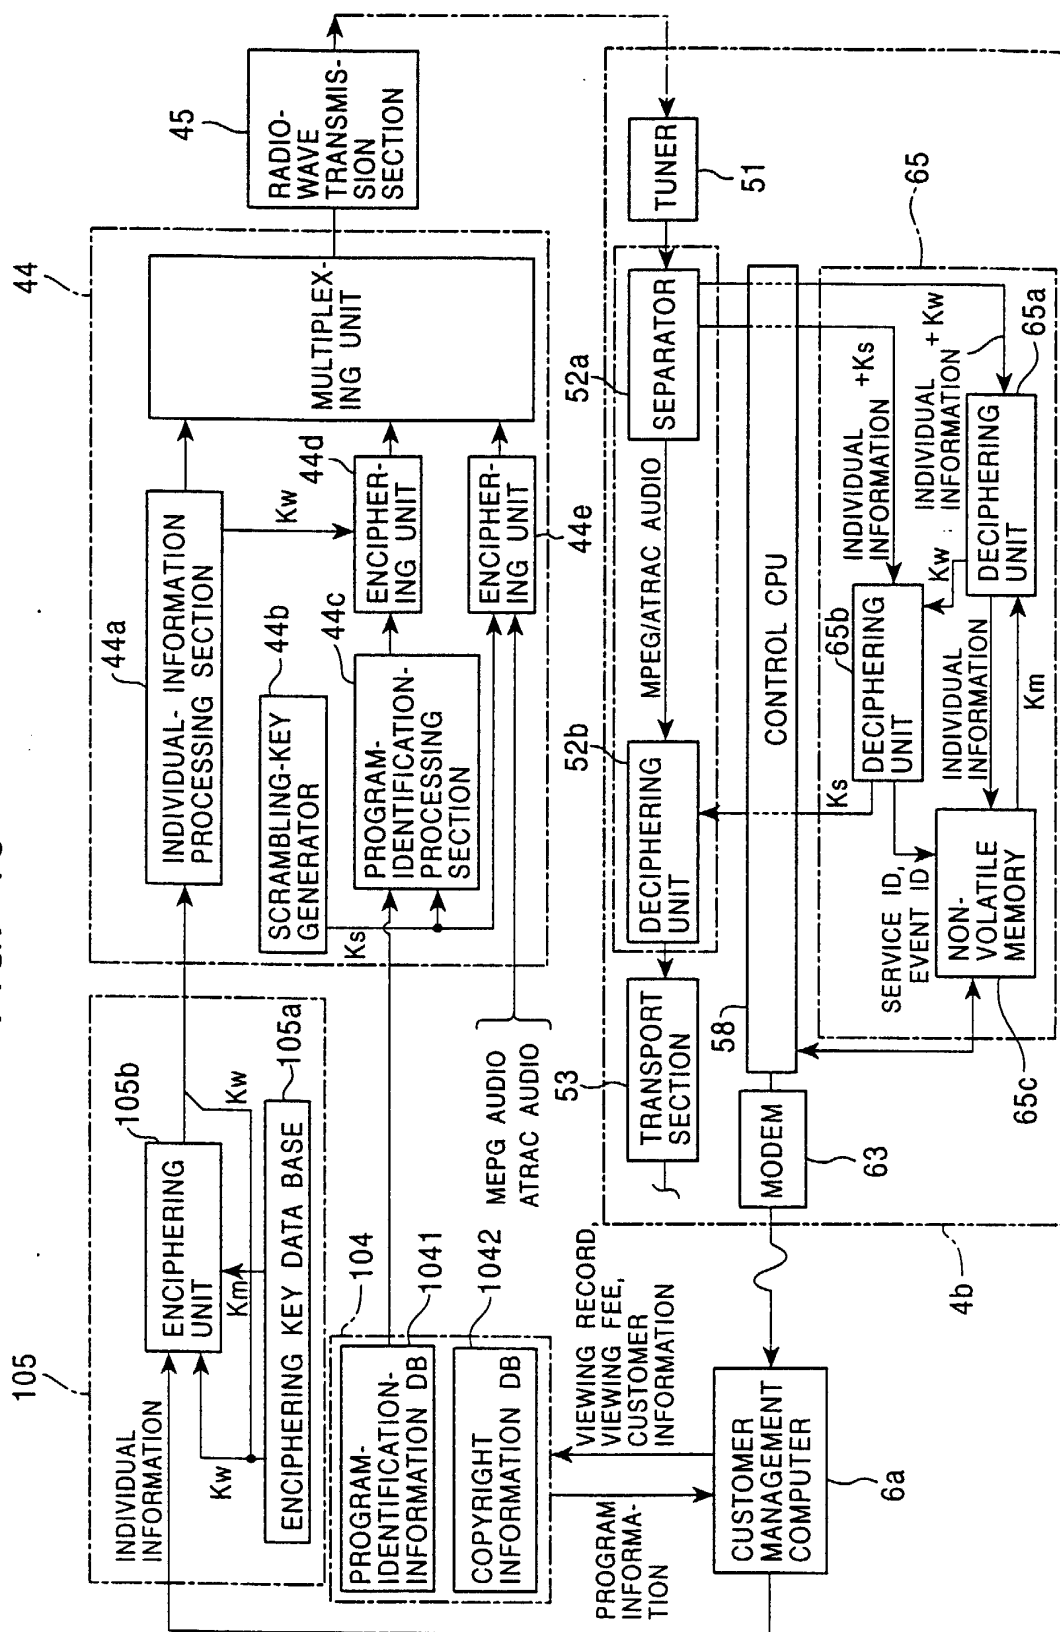 105
INDIVIDUAL
INFORMATION
ENCIPHERING
UNIT
105b
Kw
Km
Kw
105a
ENCIPHERING KEY DATA BASE
44
44a
INDIVIDUAL- INFORMATION
PROCESSING SECTION
Kw
44b
SCRAMBLING-KEY
GENERATOR
Ks
44c
PROGRAM-
IDENTIFICATION-
PROCESSING
SECTION
44d
ENCIPHER-
ING UNIT
ENCIPHER-
ING UNIT
44e
MULTIPLEX-
ING UNIT
45
RADIO-
WAVE
TRANSMIS-
SION
SECTION
104
PROGRAM-
IDENTIFICATION-
INFORMATION DB
1041
COPYRIGHT
INFORMATION DB
1042
MEPG AUDIO
ATRAC AUDIO
PROGRAM
INFORMA-
TION
VIEWING RECORD
VIEWING FEE,
CUSTOMER
INFORMATION
CUSTOMER
MANAGEMENT
COMPUTER
6a
4b
53
TRANSPORT
SECTION
52b
DECIPHERING
UNIT
MPEG/ATRAC AUDIO
52a
SEPARATOR
TUNER
51
MODEM
63
58
CONTROL CPU
Ks
65b
DECIPHERING
UNIT
INDIVIDUAL
INFORMATION +Ks
INDIVIDUAL
INFORMATION +Kw
Kw
65
65a
DECIPHERING
UNIT
SERVICE ID,
EVENT ID
INDIVIDUAL
INFORMATION
Km
NON-
VOLATILE
MEMORY
65c